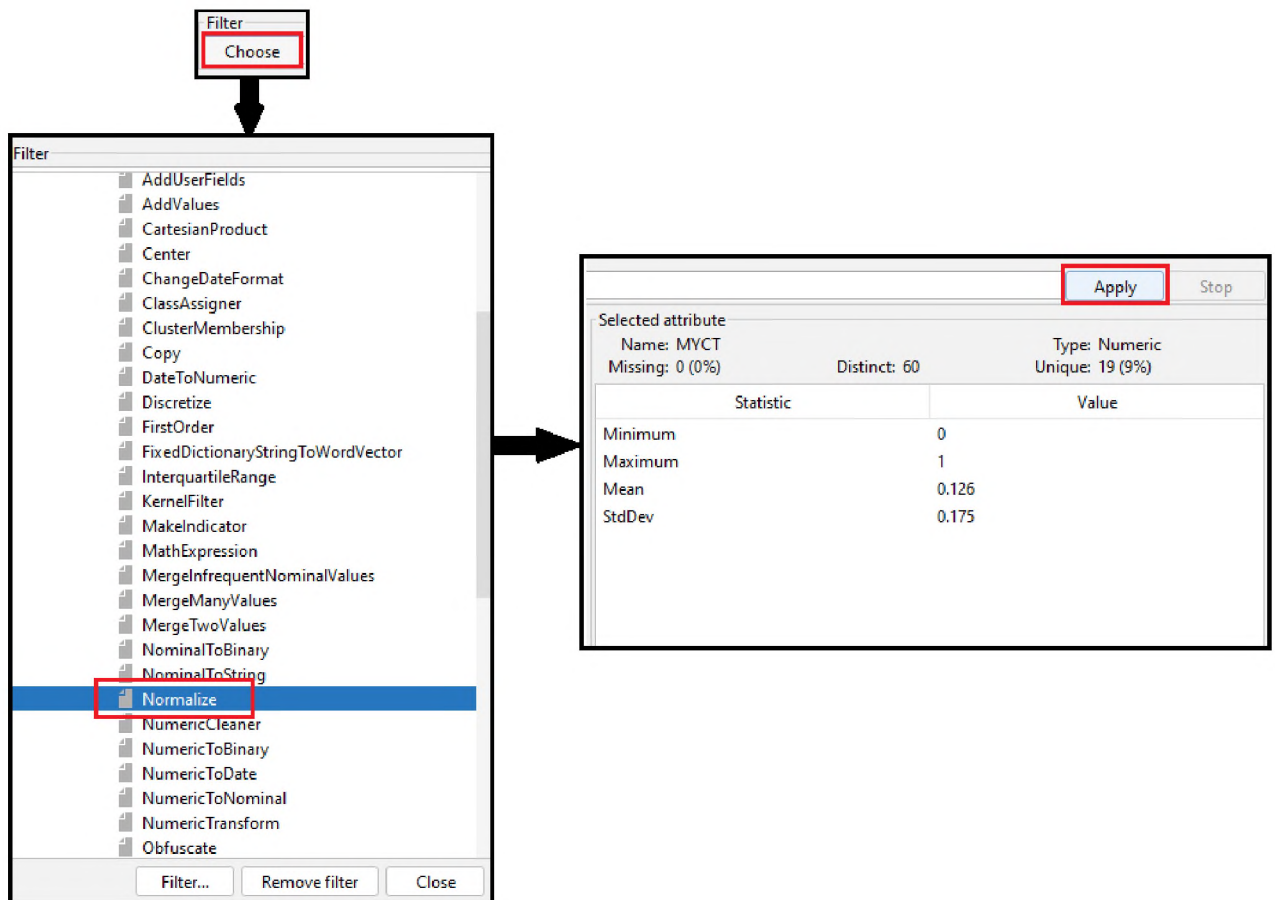 Filter
Choose
Filter
AddUserFields
AddValues
CartesianProduct
Center
ChangeDateFormat
ClassAssigner
ClusterMembership
Copy
DateToNumeric
Discretize
FirstOrder
FixedDictionaryStringToWordVector
InterquartileRange
KernelFilter
MakeIndicator
MathExpression
MergeInfrequentNominalValues
MergeManyValues
MergeTwoValues
NominalToBinary
NominalToString
Normalize
NumericCleaner
NumericToBinary
NumericToDate
NumericToNominal
NumericTransform
Obfuscate
Filter... Remove filter Close
Apply Stop
Selected attribute
Name: MYCT Type: Numeric
Missing: 0 (0%) Distinct: 60 Unique: 19 (9%)
Statistic Value
Minimum 0
Maximum 1
Mean 0.126
StdDev 0.175